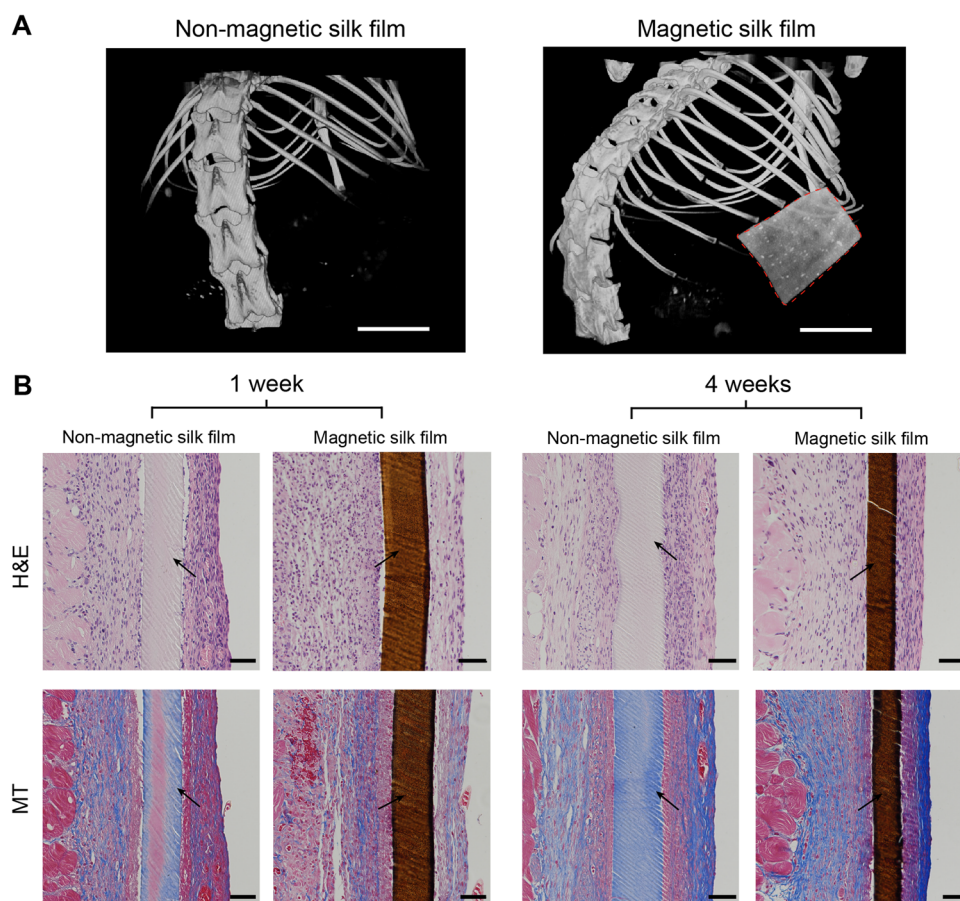 A
Non-magnetic silk film
Magnetic silk film
B
1 week
4 weeks
Non-magnetic silk film
Magnetic silk film
Non-magnetic silk film
Magnetic silk film
H&E
MT